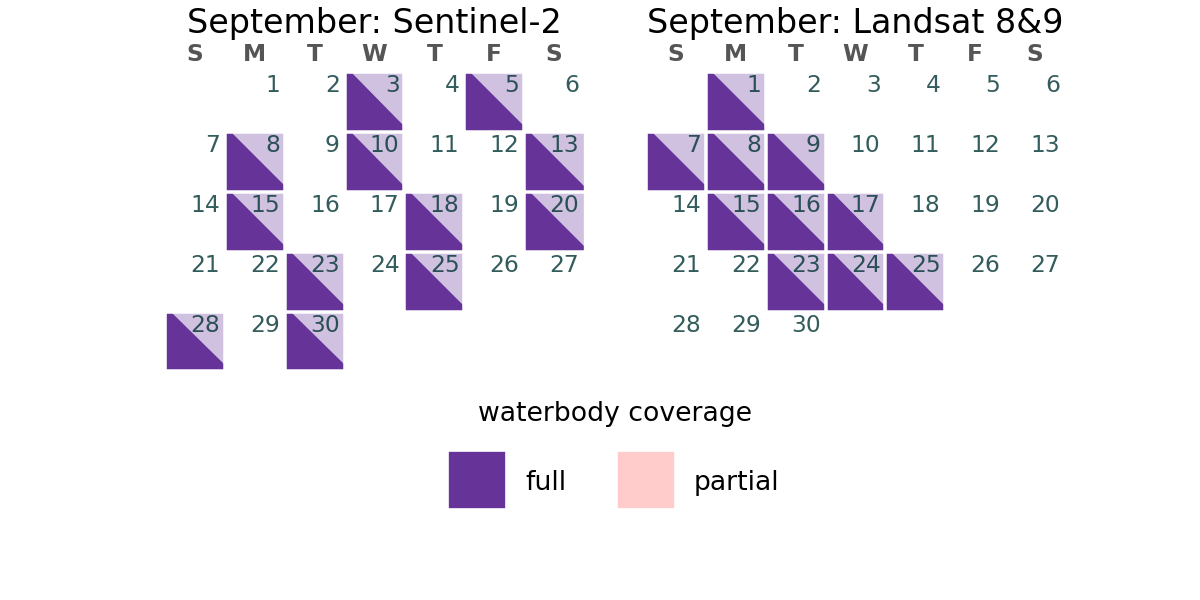 September: Sentinel-2
S M T W T F S
1 2 3 4 5 6
7 8 9 10 11 12 13
14 15 16 17 18 19 20
21 22 23 24 25 26 27
28 29 30
September: Landsat 8&9
S M T W T F S
1 2 3 4 5 6
7 8 9 10 11 12 13
14 15 16 17 18 19 20
21 22 23 24 25 26 27
28 29 30
waterbody coverage
full partial